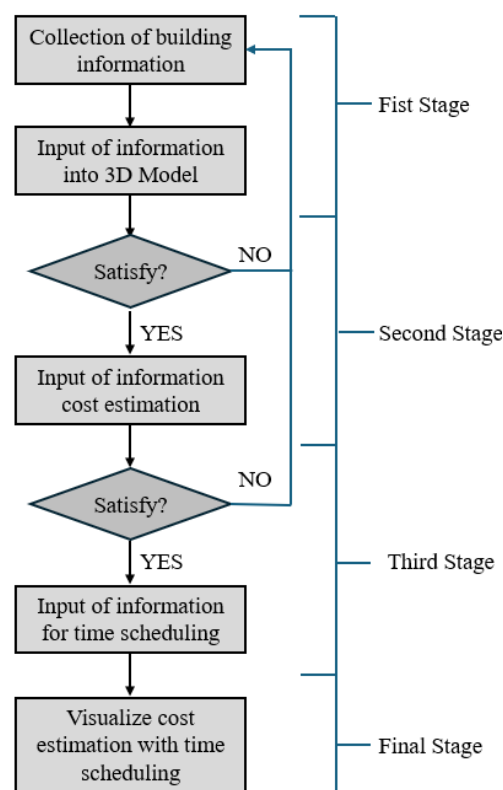 Collection of building
information
Fist Stage
Input of information
into 3D Model
Satisfy?
NO
YES
Second Stage
Input of information
cost estimation
Satisfy?
NO
YES
Third Stage
Input of information
for time scheduling
Visualize cost
estimation with time
scheduling
Final Stage